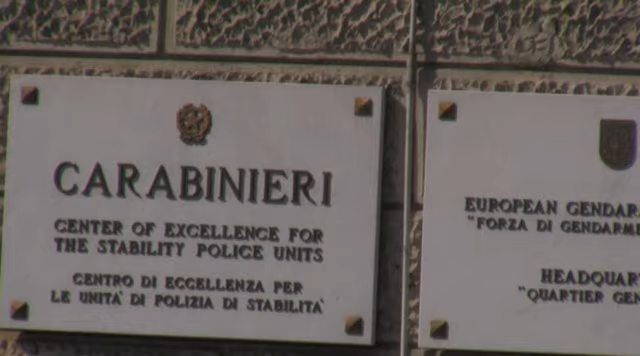 CARABINIERI
CENTER OF EXCELLENCE FOR
THE STABILITY POLICE UNITS
CENTRO DI ECCELLENZA PER
LE UNITA' DI POLIZIA DI STABILITA'
EUROPEAN GENDAR
"FORZA DI GENDARM
HEADQUAR
"QUARTIER GEN